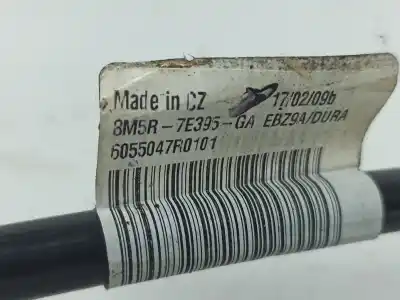 Made in CZ 17/02/09b
8M5R-7E395-GA EBZ9A/DURA
6055047R0101